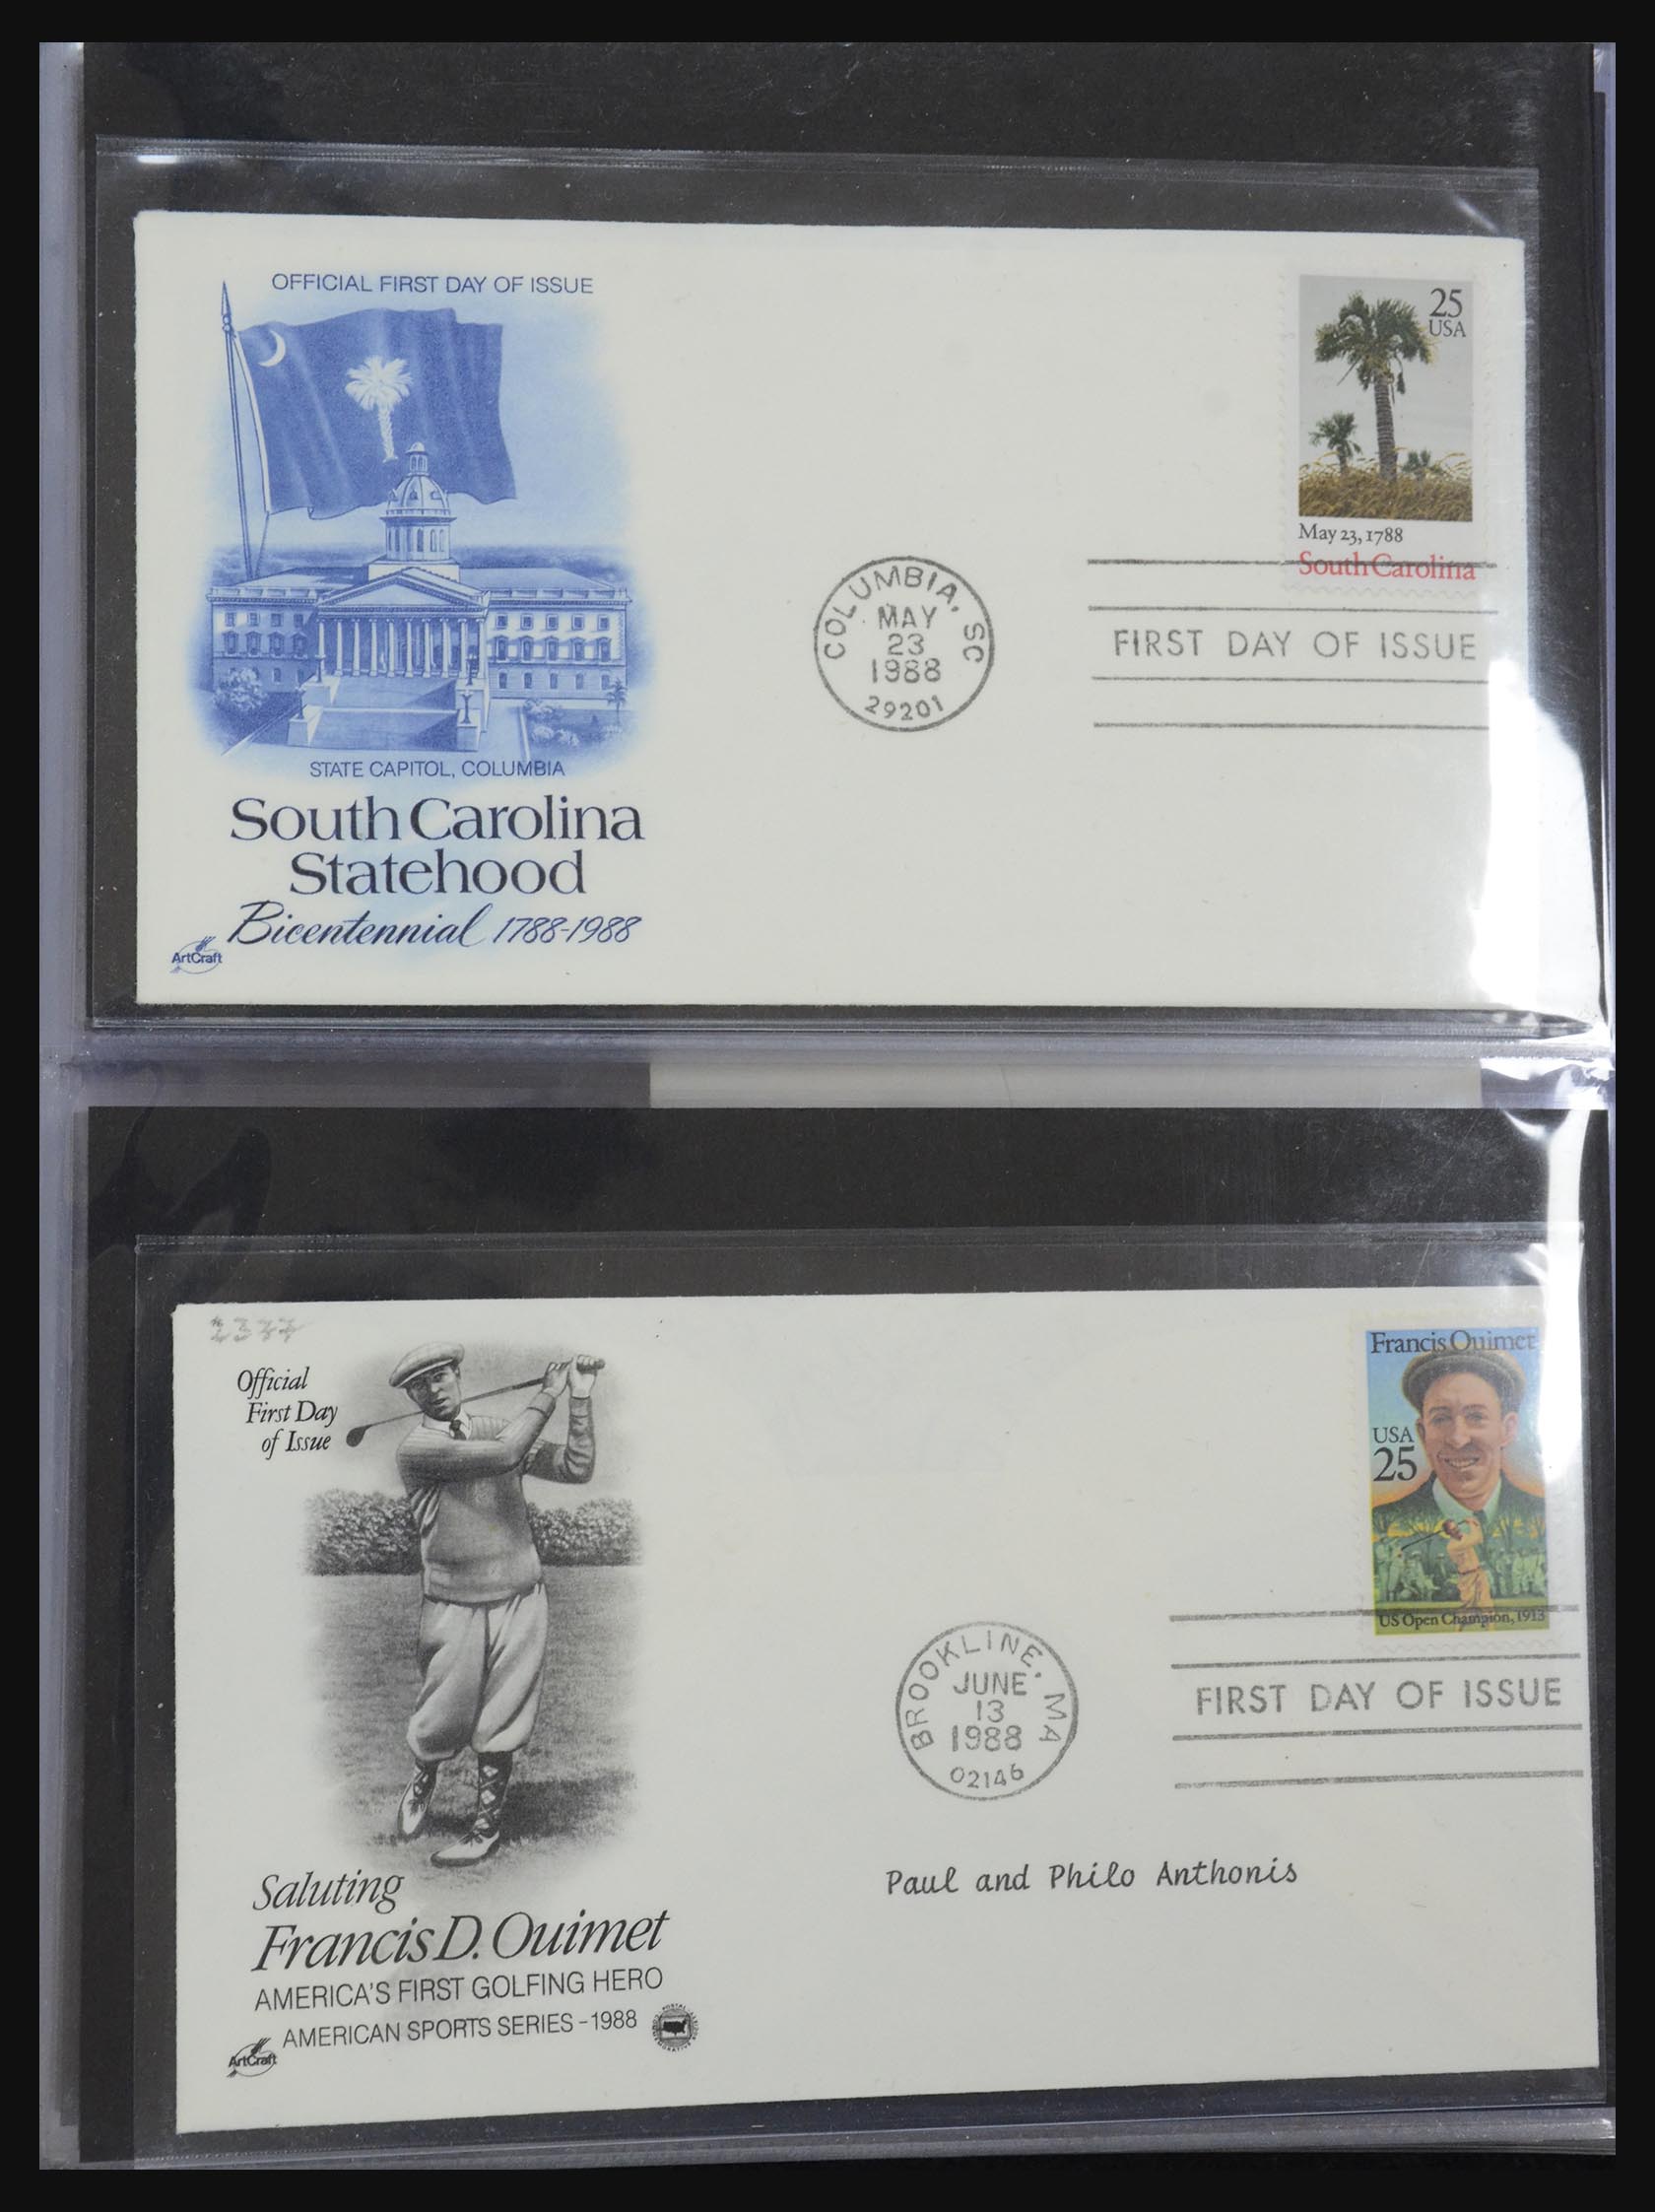 OFFICIAL FIRST DAY OF ISSUE
STATE CAPITOL, COLUMBIA
South Carolina
Statehood
Bicentennial 1788-1988
ArtCraft
COLUMBIA, SC
MAY
23
1988
29201
25
USA
May 23, 1788
South Carolina
FIRST DAY OF ISSUE
2337
Official
First Day
of Issue
Saluting
Francis D. Ouimet
AMERICA'S FIRST GOLFING HERO
AMERICAN SPORTS SERIES - 1988
ArtCraft
BROOKLINE, MA
JUNE
13
1988
02146
Francis Ouimet
USA
25
US Open Champion, 1913
FIRST DAY OF ISSUE
Paul and Philo Anthonis